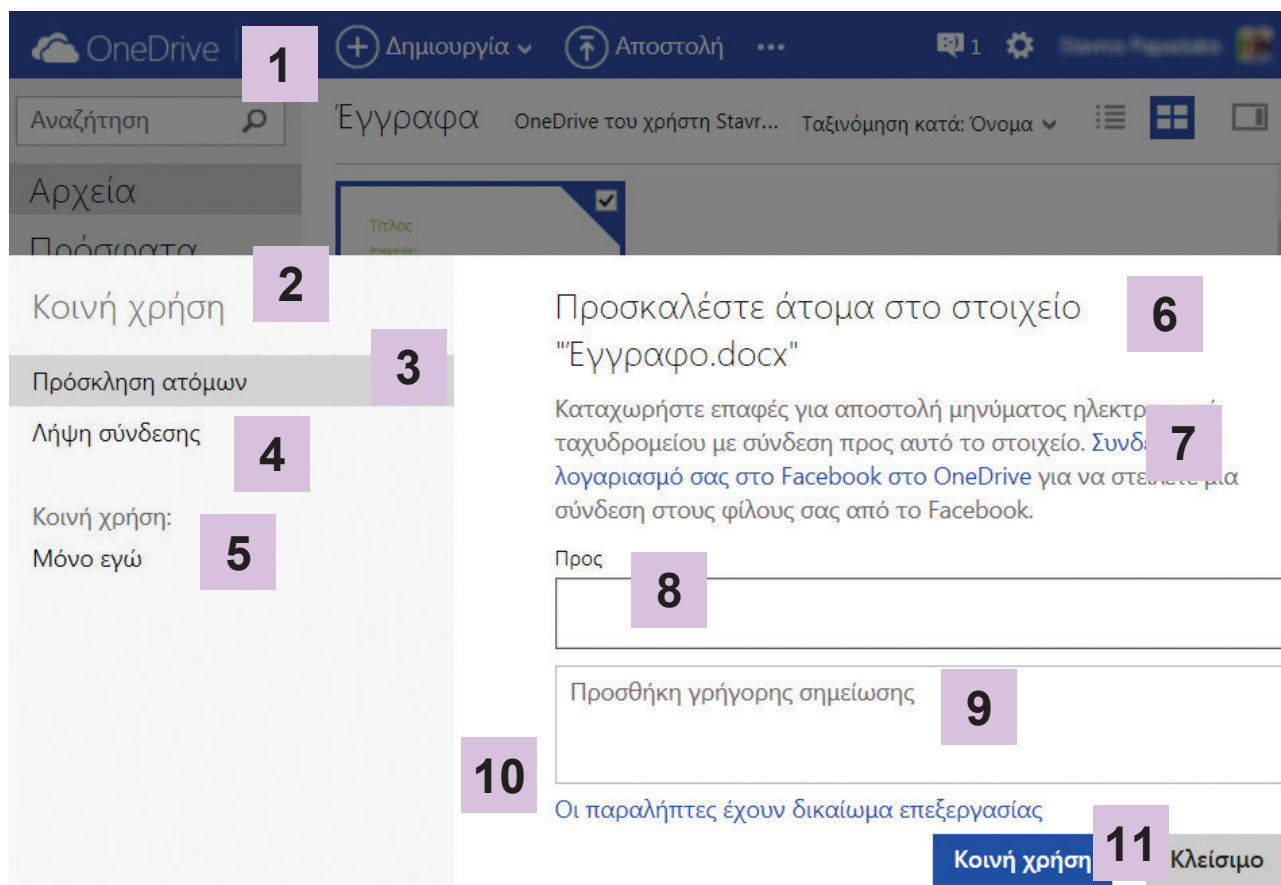 OneDrive
1
Δημιουργία
Αποστολή
1
Αναζήτηση
Έγγραφα
OneDrive του χρήστη Stavr...
Ταξινόμηση κατά: Όνομα
Αρχεία
Τίτλος
Πρόσφατα
2
Κοινή χρήση
3
Πρόσκληση ατόμων
Λήψη σύνδεσης
4
Κοινή χρήση:
Μόνο εγώ
5
Προσκαλέστε άτομα στο στοιχείο
6
"Έγγραφο.docx"
Καταχωρήστε επαφές για αποστολή μηνύματος
ταχυδρομείου με σύνδεση προς αυτό το στοιχείο.
7
λογαριασμό σας στο Facebook στο OneDrive για να στείλετε μια
σύνδεση στους φίλους σας από το Facebook.
Προς
8
Προσθήκη γρήγορης σημείωσης
9
10
Οι παραλήπτες έχουν δικαίωμα επεξεργασίας
Κοινή χρήση
11
Κλείσιμο